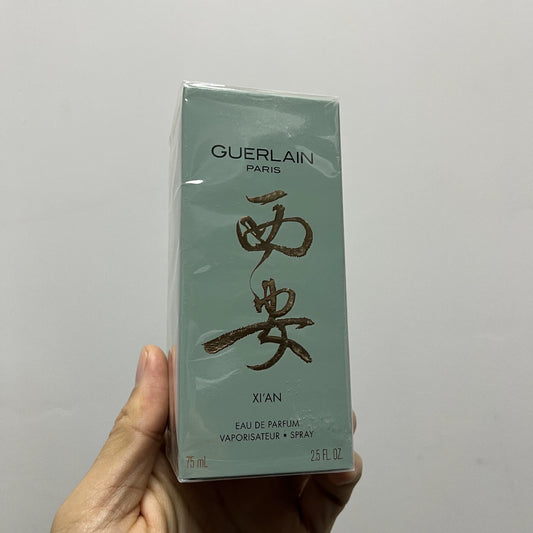 GUERLAIN
PARIS
西
安
XI'AN
EAU DE PARFUM
VAPORISATEUR • SPRAY
75 mL 2.5 FL. OZ.